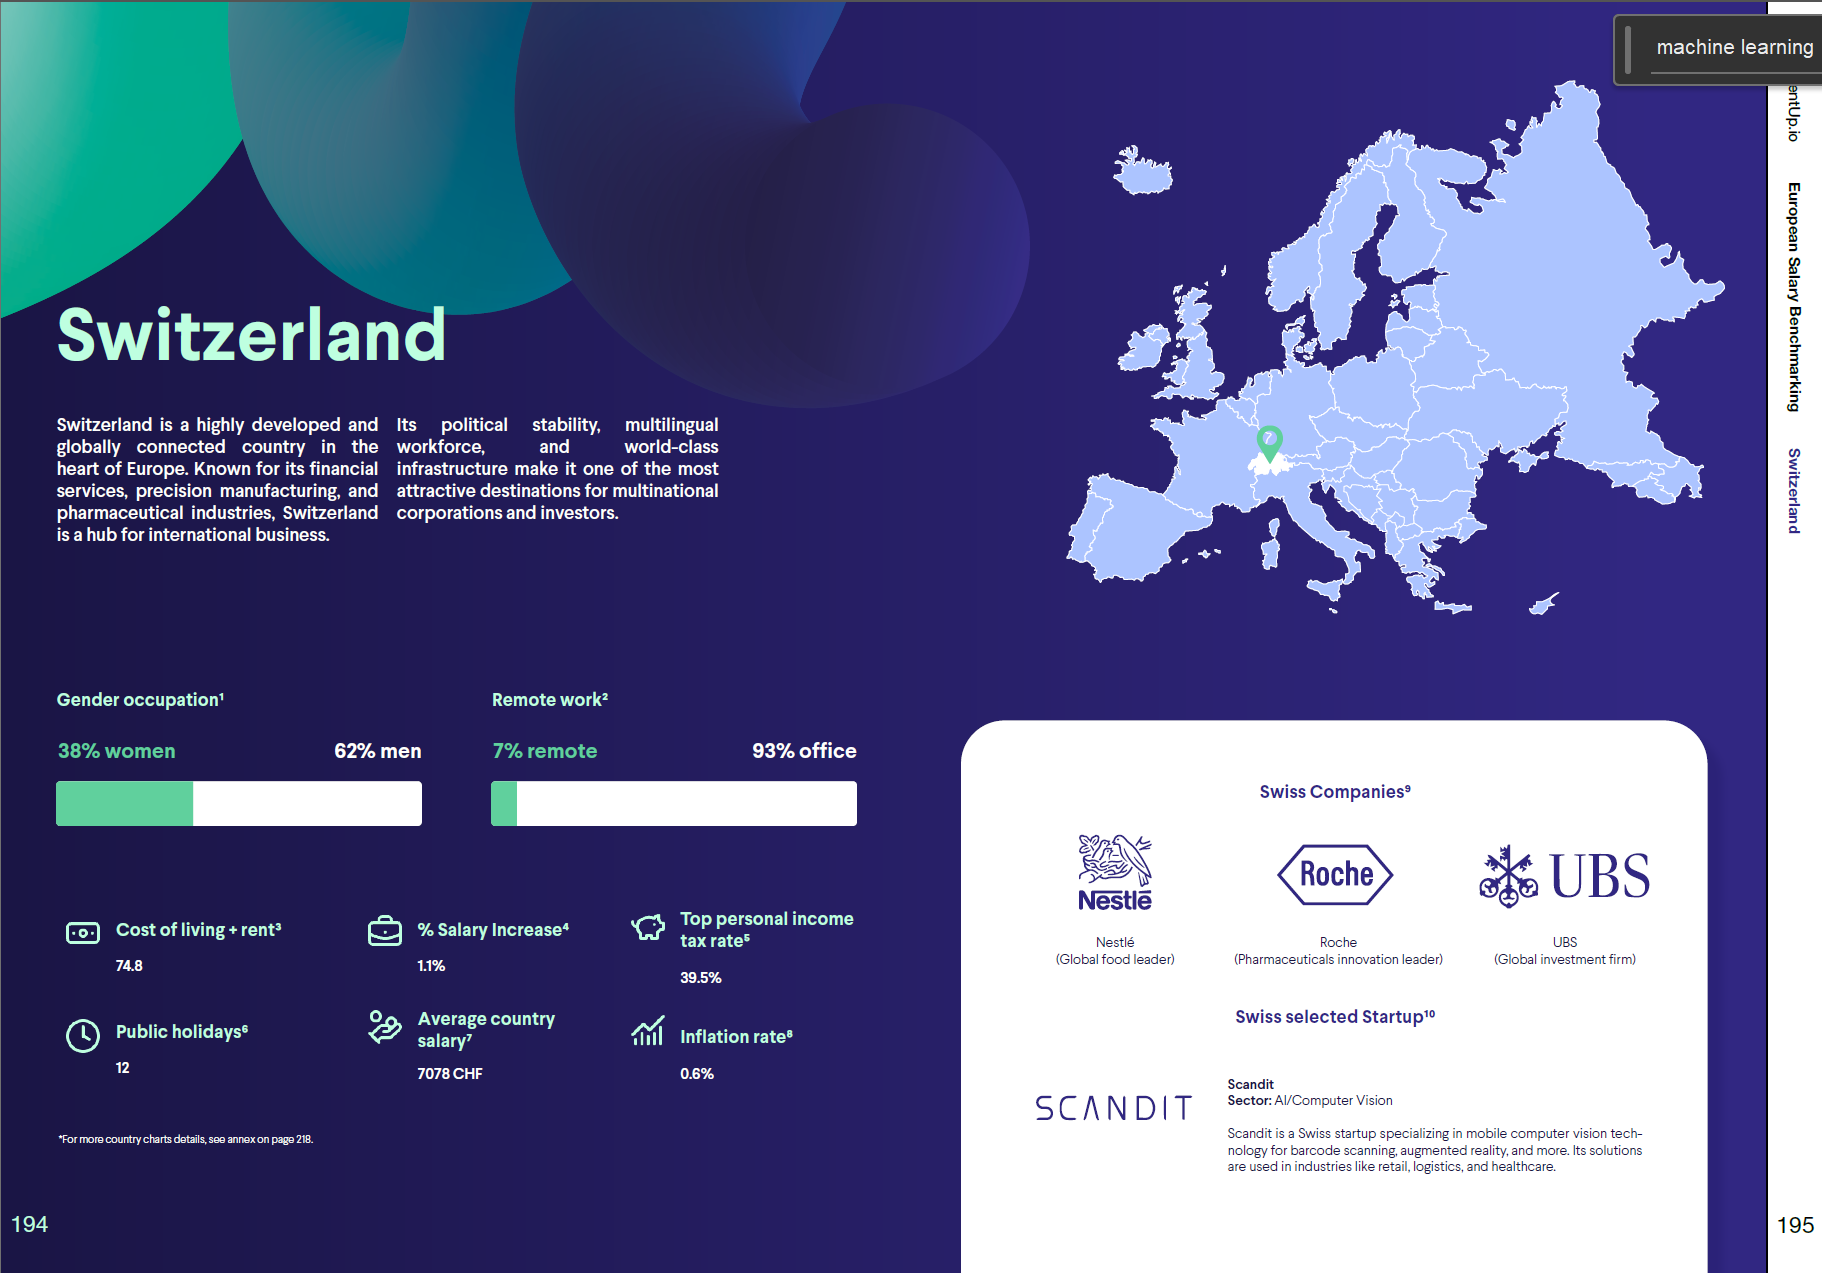 machine learning
entUp.io
European Salary Benchmarking
Switzerland
Switzerland
Switzerland is a highly developed and
globally connected country in the
heart of Europe. Known for its financial
services, precision manufacturing, and
pharmaceutical industries, Switzerland
is a hub for international business.
Its political stability, multilingual
workforce, and world-class
infrastructure make it one of the most
attractive destinations for multinational
corporations and investors.
Gender occupation¹
38% women
62% men
Remote work²
7% remote
93% office
Cost of living + rent³
74.8
% Salary Increase⁴
1.1%
Top personal income
tax rate⁵
39.5%
Public holidays⁶
12
Average country
salary⁷
7078 CHF
Inflation rate⁸
0.6%
*For more country charts details, see annex on page 218.
194
Swiss Companies⁹
Nestlé
Roche
UBS
Nestlé
(Global food leader)
Roche
(Pharmaceuticals innovation leader)
UBS
(Global investment firm)
Swiss selected Startup¹⁰
SCANDIT
Scandit
Sector: AI/Computer Vision
Scandit is a Swiss startup specializing in mobile computer vision tech-
nology for barcode scanning, augmented reality, and more. Its solutions
are used in industries like retail, logistics, and healthcare.
195